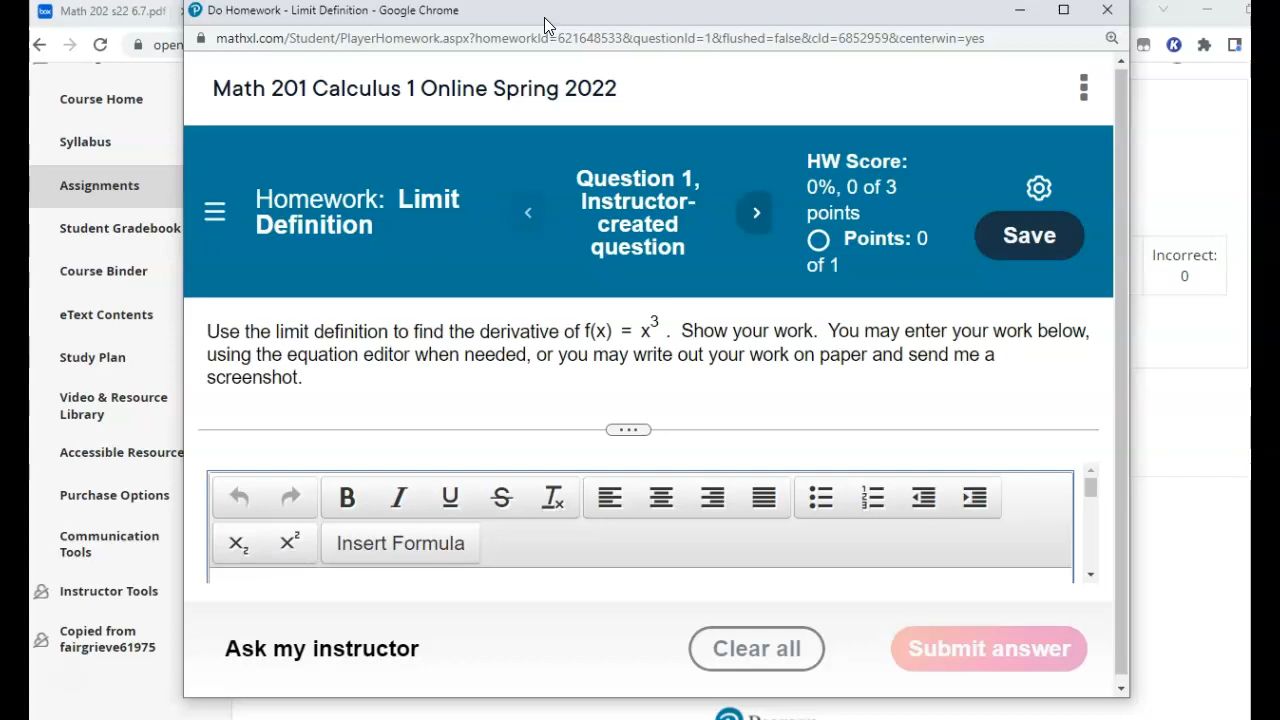 Math 202 s22 6.7.pdf
Do Homework - Limit Definition - Google Chrome
open
mathxl.com/Student/PlayerHomework.aspx?homeworkId=621648533&questionId=1&flushed=false&cld=6852959&centerwin=yes
Course Home
Syllabus
Assignments
Student Gradebook
Course Binder
eText Contents
Study Plan
Video & Resource
Library
Accessible Resource
Purchase Options
Communication
Tools
Instructor Tools
Copied from
fairgrieve61975
Math 201 Calculus 1 Online Spring 2022
Homework: Limit
Definition
Question 1,
Instructor-
created
question
HW Score:
0%, 0 of 3
points
Points: 0
of 1
Save
Incorrect:
0
Use the limit definition to find the derivative of f(x) = x³ . Show your work. You may enter your work below,
using the equation editor when needed, or you may write out your work on paper and send me a
screenshot.
B I U S Tx
X₂ X² Insert Formula
Ask my instructor
Clear all
Submit answer